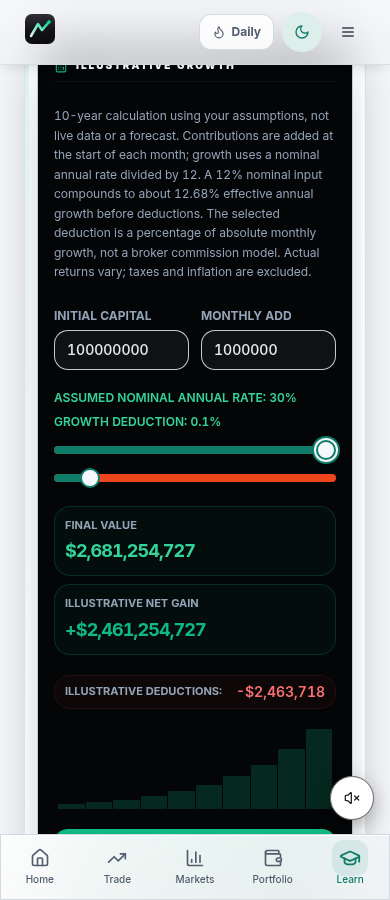 Daily
ILLUSTRATIVE GROWTH
10-year calculation using your assumptions, not
live data or a forecast. Contributions are added at
the start of each month; growth uses a nominal
annual rate divided by 12. A 12% nominal input
compounds to about 12.68% effective annual
growth before deductions. The selected
deduction is a percentage of absolute monthly
growth, not a broker commission model. Actual
returns vary; taxes and inflation are excluded.
INITIAL CAPITAL
MONTHLY ADD
100000000
1000000
ASSUMED NOMINAL ANNUAL RATE: 30%
GROWTH DEDUCTION: 0.1%
FINAL VALUE
$2,681,254,727
ILLUSTRATIVE NET GAIN
+$2,461,254,727
ILLUSTRATIVE DEDUCTIONS:
-$2,463,718
Home
Trade
Markets
Portfolio
Learn